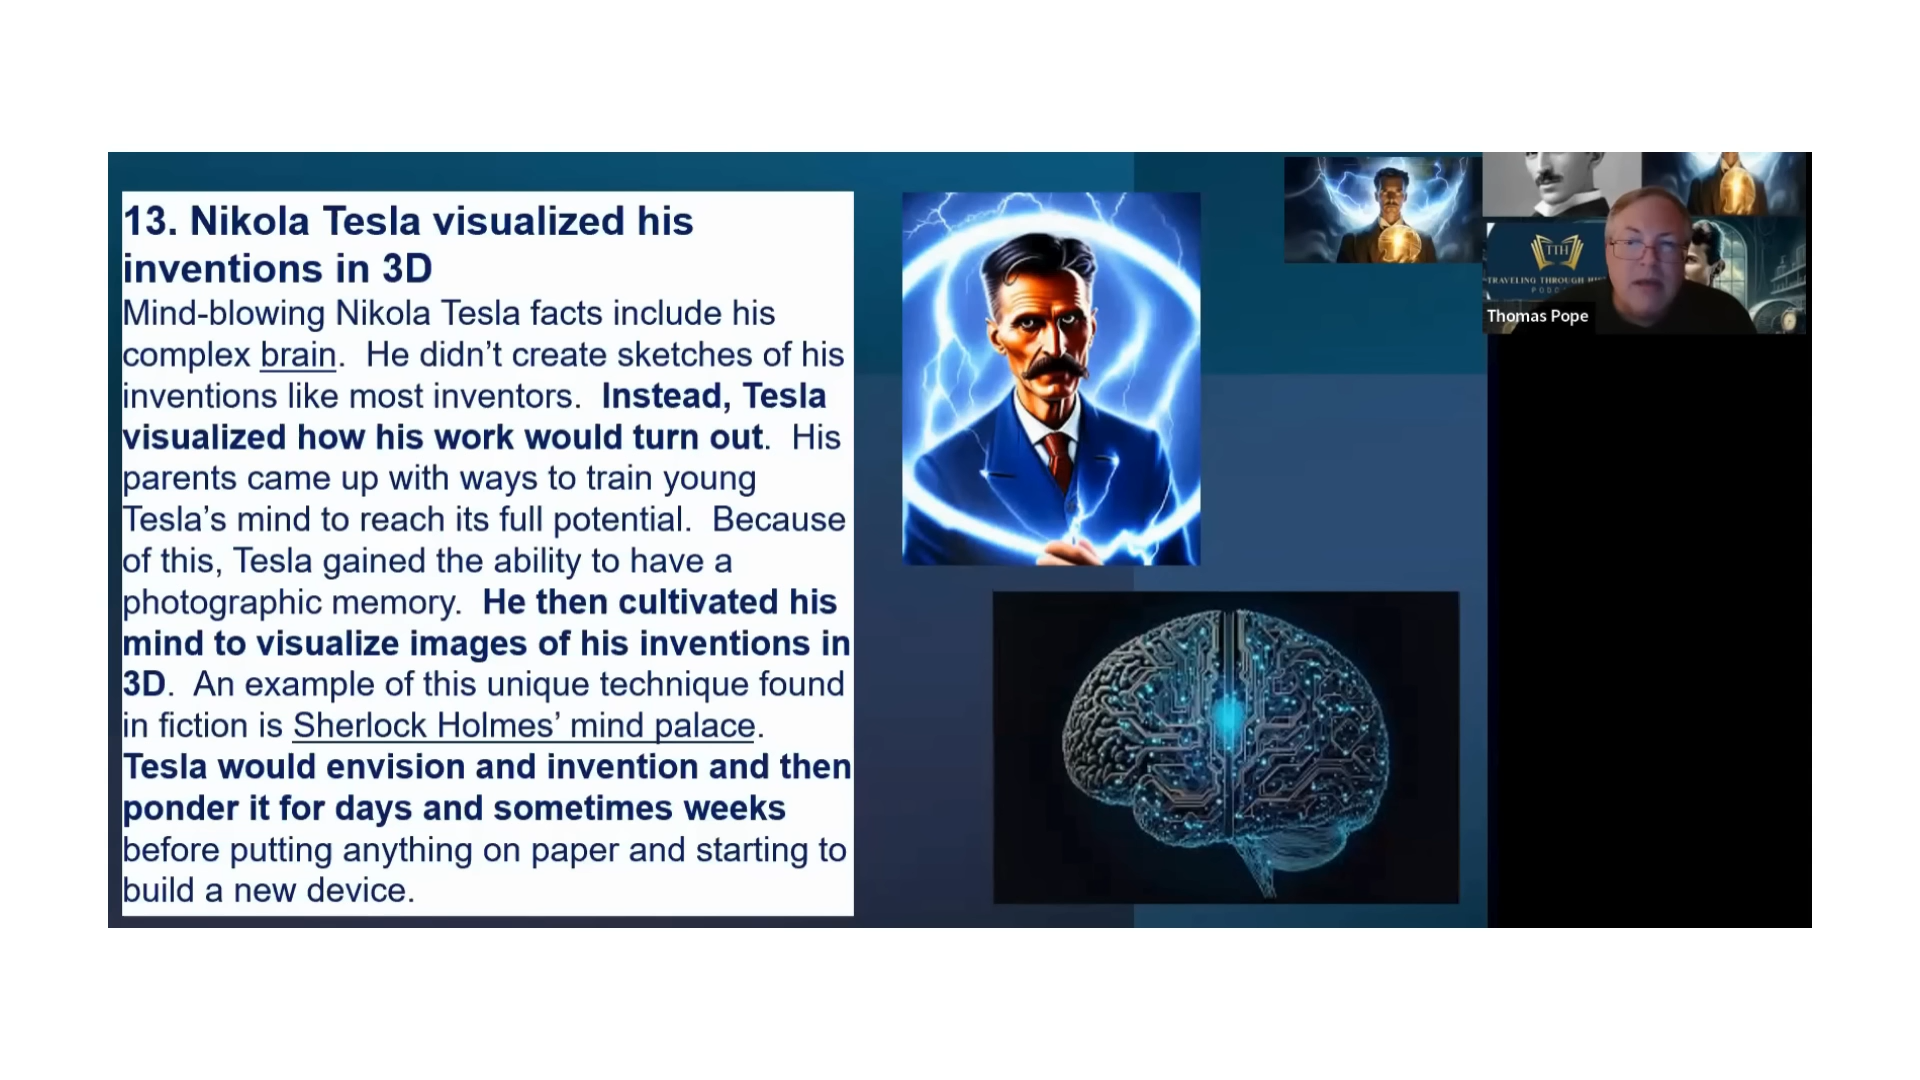 13. Nikola Tesla visualized his
inventions in 3D
Mind-blowing Nikola Tesla facts include his
complex brain.  He didn’t create sketches of his
inventions like most inventors.  Instead, Tesla
visualized how his work would turn out.  His
parents came up with ways to train young
Tesla’s mind to reach its full potential.  Because
of this, Tesla gained the ability to have a
photographic memory.  He then cultivated his
mind to visualize images of his inventions in
3D.  An example of this unique technique found
in fiction is Sherlock Holmes’ mind palace.
Tesla would envision and invention and then
ponder it for days and sometimes weeks
before putting anything on paper and starting to
build a new device.
TTH
TRAVELING THROUGH
Thomas Pope